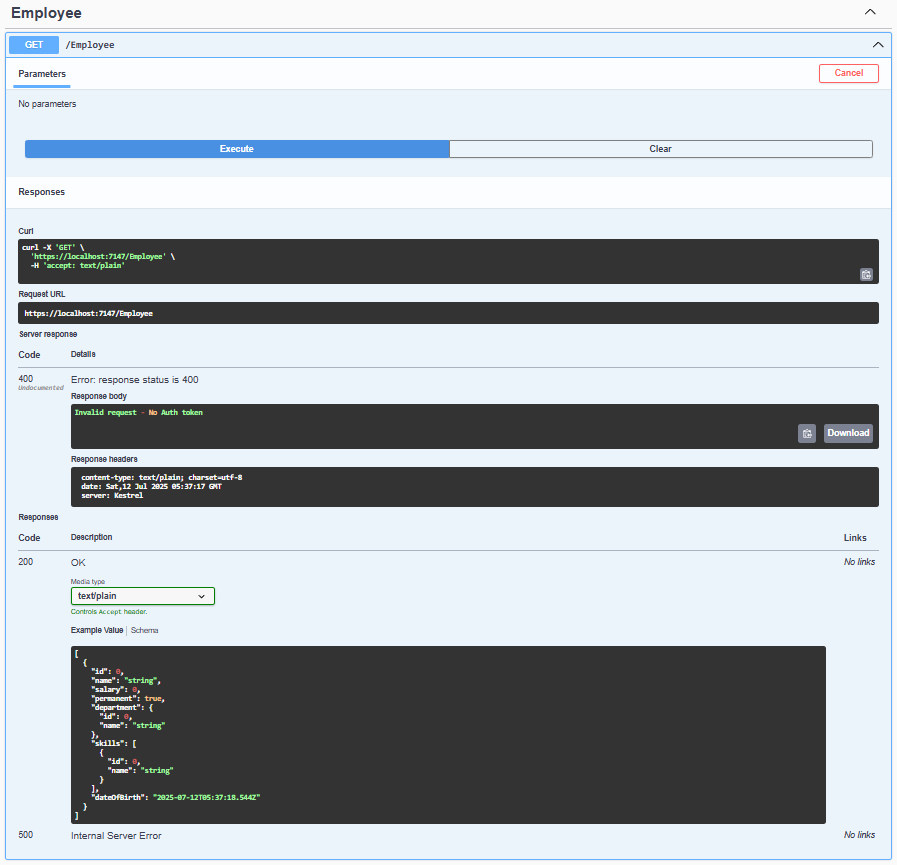 Employee
GET /Employee
Parameters
Cancel
No parameters
Execute
Clear
Responses
Curl
curl -X 'GET' \
  'https://localhost:7147/Employee' \
  -H 'accept: text/plain'
Request URL
https://localhost:7147/Employee
Server response
Code Details
400 Error: response status is 400
Undocumented
Response body
Invalid request - No Auth token
Download
Response headers
content-type: text/plain; charset=utf-8
date: Sat,12 Jul 2025 05:37:17 GMT
server: Kestrel
Responses
Code Description Links
200 OK No links
Media type
text/plain
Controls Accept header.
Example Value | Schema
[
  {
    "id": 0,
    "name": "string",
    "salary": 0,
    "permanent": true,
    "department": {
      "id": 0,
      "name": "string"
    },
    "skills": [
      {
        "id": 0,
        "name": "string"
      }
    ],
    "dateOfBirth": "2025-07-12T05:37:18.544Z"
  }
]
500 Internal Server Error No links